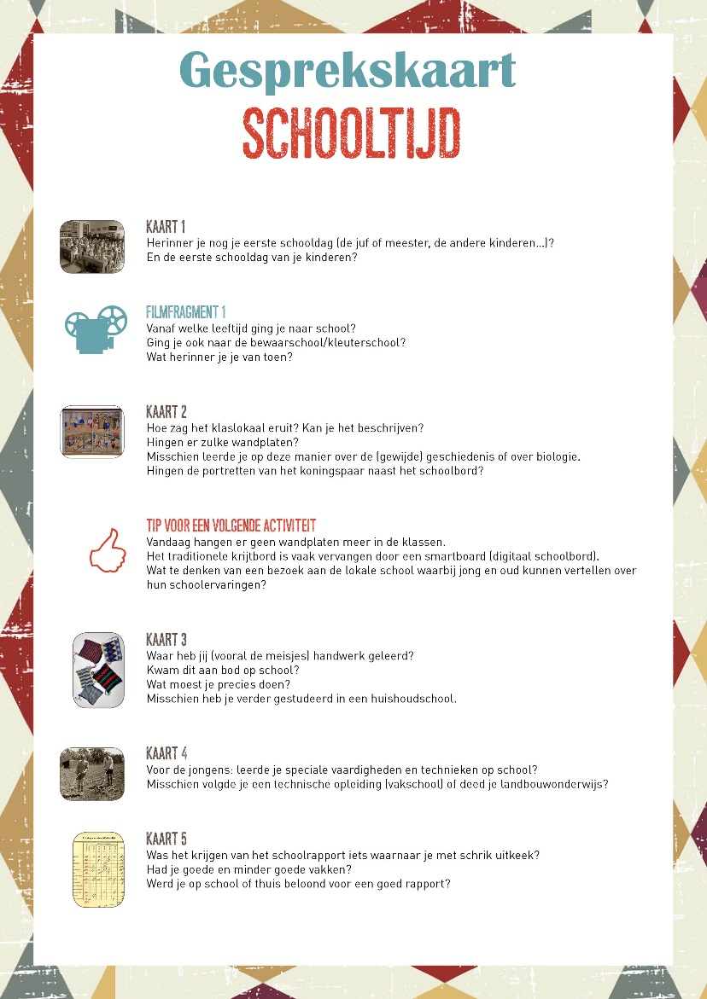 Gesprekskaart
SCHOOLTIJD
KAART 1
Herinner je nog je eerste schooldag (de juf of meester, de andere kinderen...)?
En de eerste schooldag van je kinderen?
FILMFRAGMENT 1
Vanaf welke leeftijd ging je naar school?
Ging je ook naar de bewaarschool/kleuterschool?
Wat herinner je je van toen?
KAART 2
Hoe zag het klaslokaal eruit? Kan je het beschrijven?
Hingen er zulke wandplaten?
Misschien leerde je op deze manier over de (gewijde) geschiedenis of over biologie.
Hingen de portretten van het koningspaar naast het schoolbord?
TIP VOOR EEN VOLGENDE ACTIVITEIT
Vandaag hangen er geen wandplaten meer in de klassen.
Het traditionele krijtbord is vaak vervangen door een smartboard (digitaal schoolbord).
Wat te denken van een bezoek aan de lokale school waarbij jong en oud kunnen vertellen over
hun schoolervaringen?
KAART 3
Waar heb jij (vooral de meisjes) handwerk geleerd?
Kwam dit aan bod op school?
Wat moest je precies doen?
Misschien heb je verder gestudeerd in een huishoudschool.
KAART 4
Voor de jongens: leerde je speciale vaardigheden en technieken op school?
Misschien volgde je een technische opleiding (vakschool) of deed je landbouwonderwijs?
KAART 5
Was het krijgen van het schoolrapport iets waarnaar je met schrik uitkeek?
Had je goede en minder goede vakken?
Werd je op school of thuis beloond voor een goed rapport?